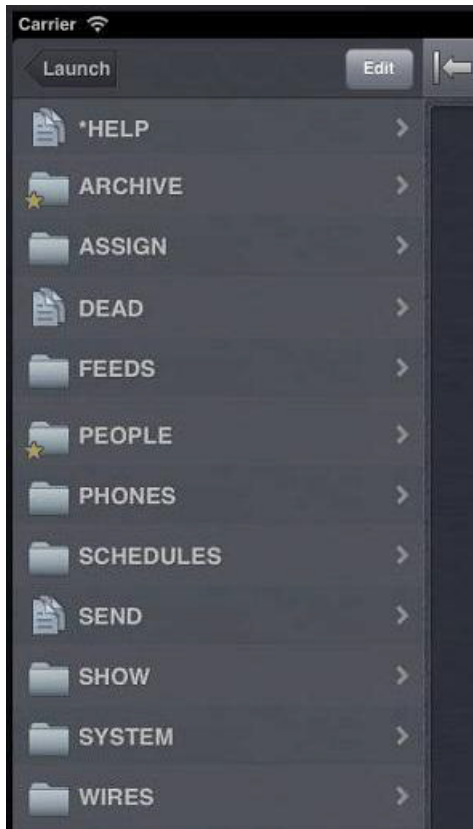 Carrier
Launch Edit
*HELP
ARCHIVE
ASSIGN
DEAD
FEEDS
PEOPLE
PHONES
SCHEDULES
SEND
SHOW
SYSTEM
WIRES